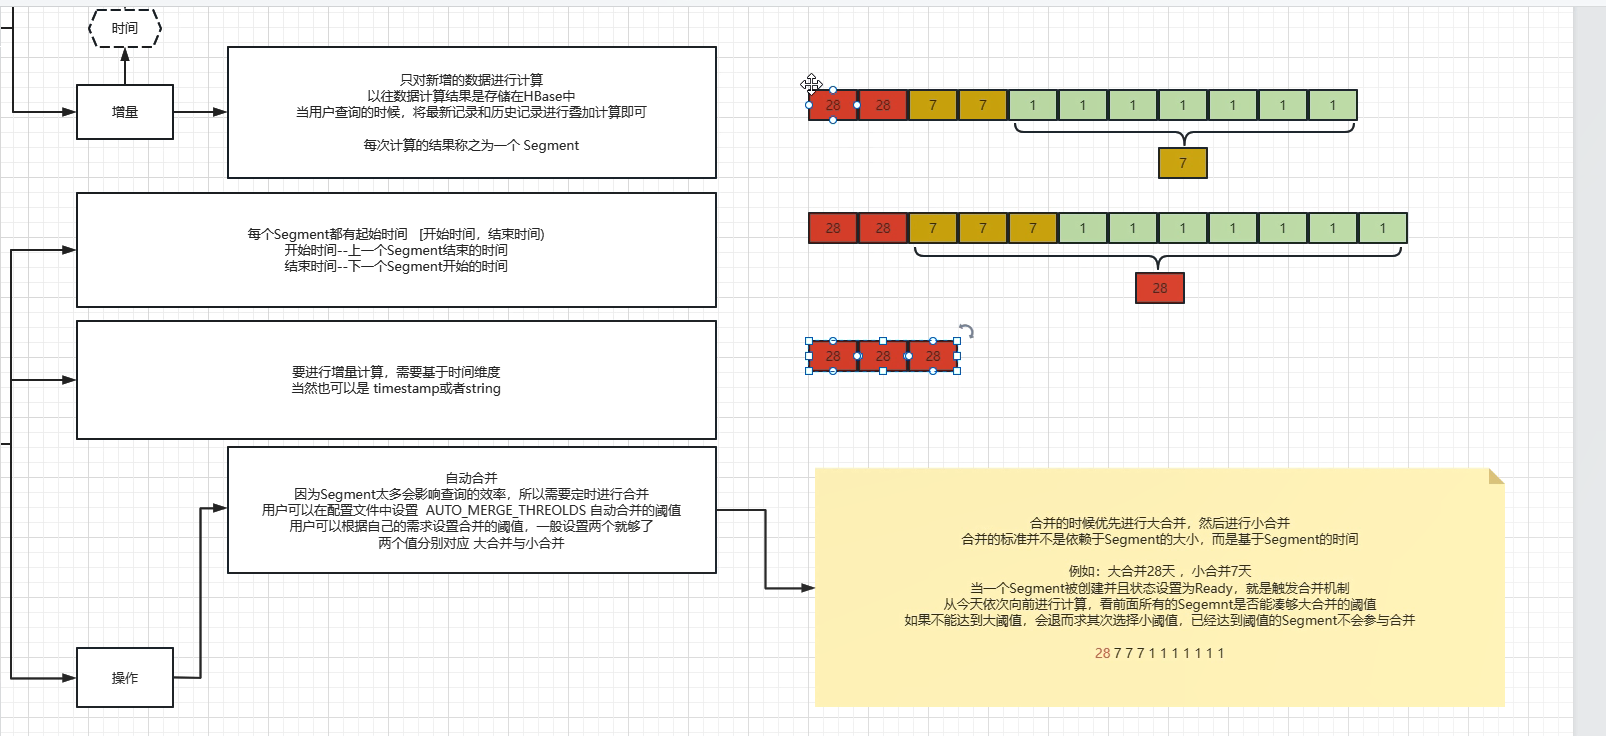 时间
增量
只对新增的数据进行计算
以往数据计算结果是存储在HBase中
当用户查询的时候，将最新记录和历史记录进行叠加计算即可
每次计算的结果称之为一个 Segment
28 28 7 7 1 1 1 1 1 1 1
7
每个Segment都有起始时间 [开始时间，结束时间)
开始时间--上一个Segment结束的时间
结束时间--下一个Segment开始的时间
28 28 7 7 7 1 1 1 1 1 1 1
28
要进行增量计算，需要基于时间维度
当然也可以是 timestamp或者string
28 28 28
自动合并
因为Segment太多会影响查询的效率，所以需要定时进行合并
用户可以在配置文件中设置 AUTO_MERGE_THREOLDS 自动合并的阈值
用户可以根据自己的需求设置合并的阈值，一般设置两个就够了
两个值分别对应 大合并与小合并
合并的时候优先进行大合并，然后进行小合并
合并的标准并不是依赖于Segment的大小，而是基于Segment的时间
例如：大合并28天 ，小合并7天
当一个Segment被创建并且状态设置为Ready，就是触发合并机制
从今天依次向前进行计算，看前面所有的Segemnt是否能凑够大合并的阈值
如果不能达到大阈值，会退而求其次选择小阈值，已经达到阈值的Segment不会参与合并
28 7 7 7 1 1 1 1 1 1 1
操作